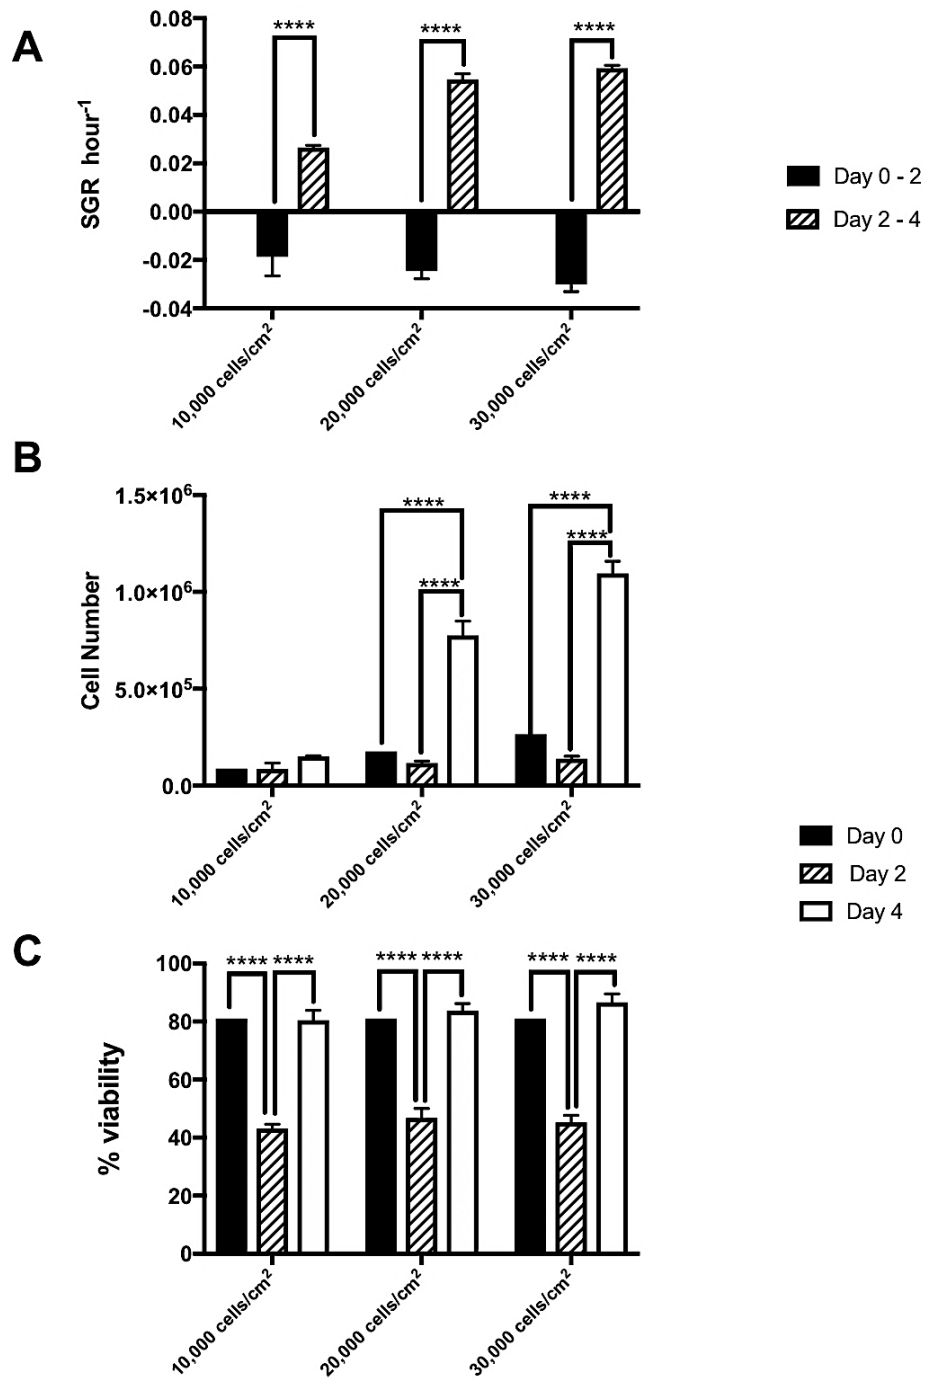 A
SGR hour-1
0.08
0.06
0.04
0.02
0.00
-0.02
-0.04
**** **** ****
10,000 cells/cm2
20,000 cells/cm2
30,000 cells/cm2
Day 0 - 2
Day 2 - 4
B
Cell Number
1.5×106
1.0×106
5.0×105
0.0
**** ****
**** ****
10,000 cells/cm2
20,000 cells/cm2
30,000 cells/cm2
Day 0
Day 2
Day 4
C
% viability
100
80
60
40
20
0
**** **** **** **** **** ****
10,000 cells/cm2
20,000 cells/cm2
30,000 cells/cm2